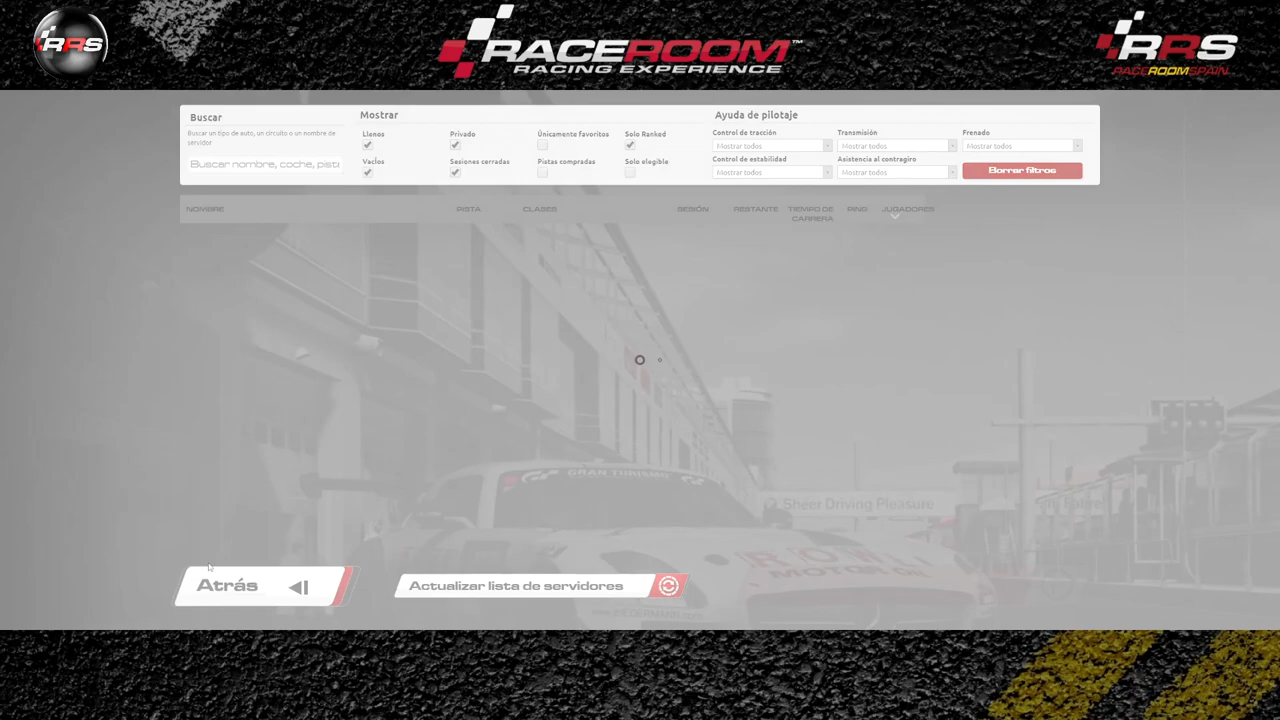 RRS
RACEROOM™
RACING EXPERIENCE
RRS
RACEROOMSPAIN
Buscar
Buscar un tipo de auto, un circuito o un nombre de
servidor
Buscar nombre, coche, pist
Mostrar
Llenos
Privado
Únicamente favoritos
Solo Ranked
Vacíos
Sesiones cerradas
Pistas compradas
Solo elegible
Ayuda de pilotaje
Control de tracción
Transmisión
Frenado
Mostrar todos
Mostrar todos
Mostrar todos
Control de estabilidad
Asistencia al contragiro
Mostrar todos
Mostrar todos
Borrar filtros
NOMBRE
PISTA
CLASES
SESIÓN
RESTANTE
TIEMPO DE
CARRERA
PING
JUGADORES
GRAN TURISMO
Sheer Driving Pleasure
Atrás
Actualizar lista de servidores